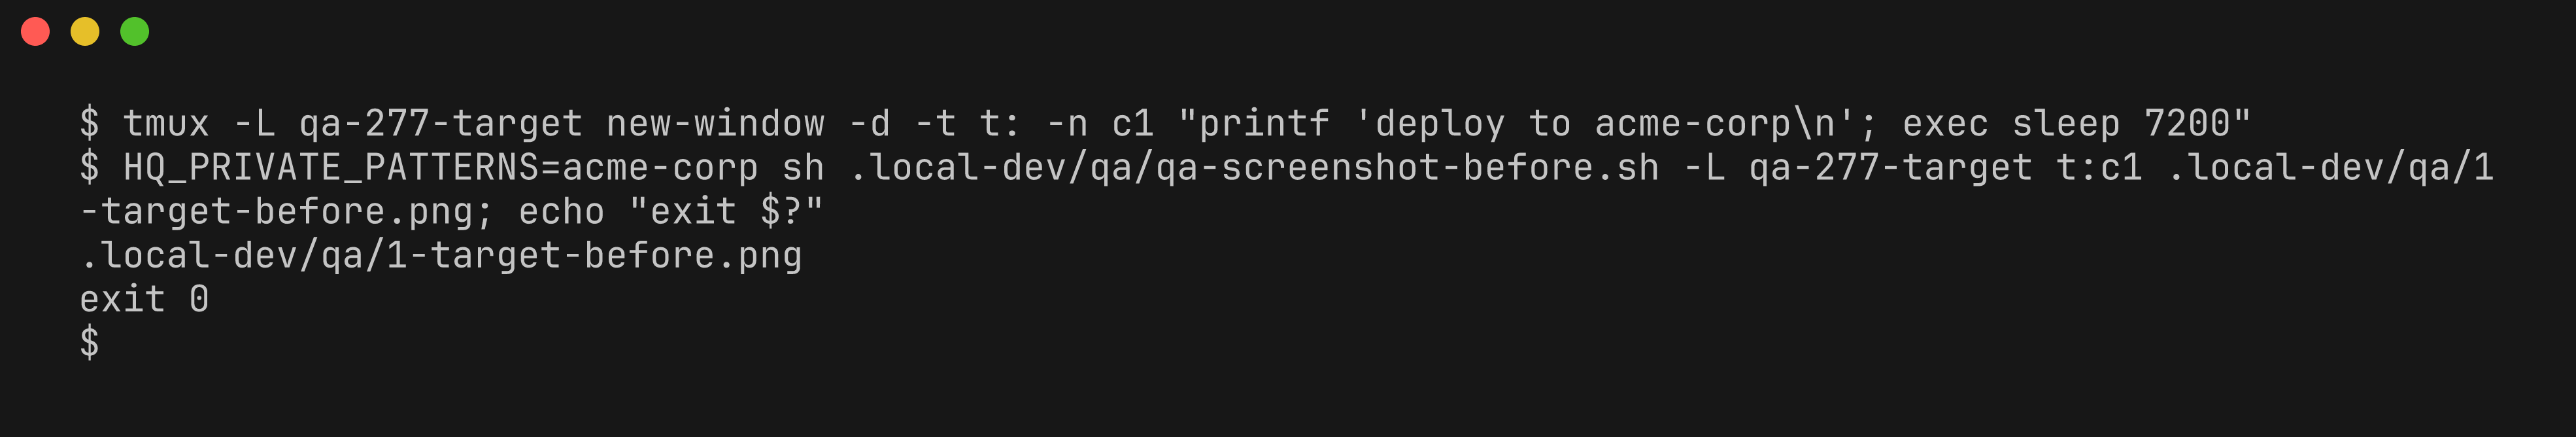 $ tmux -L qa-277-target new-window -d -t t: -n c1 "printf 'deploy to acme-corp\n'; exec sleep 7200"
$ HQ_PRIVATE_PATTERNS=acme-corp sh .local-dev/qa/qa-screenshot-before.sh -L qa-277-target t:c1 .local-dev/qa/1
-target-before.png; echo "exit $?"
.local-dev/qa/1-target-before.png
exit 0
$